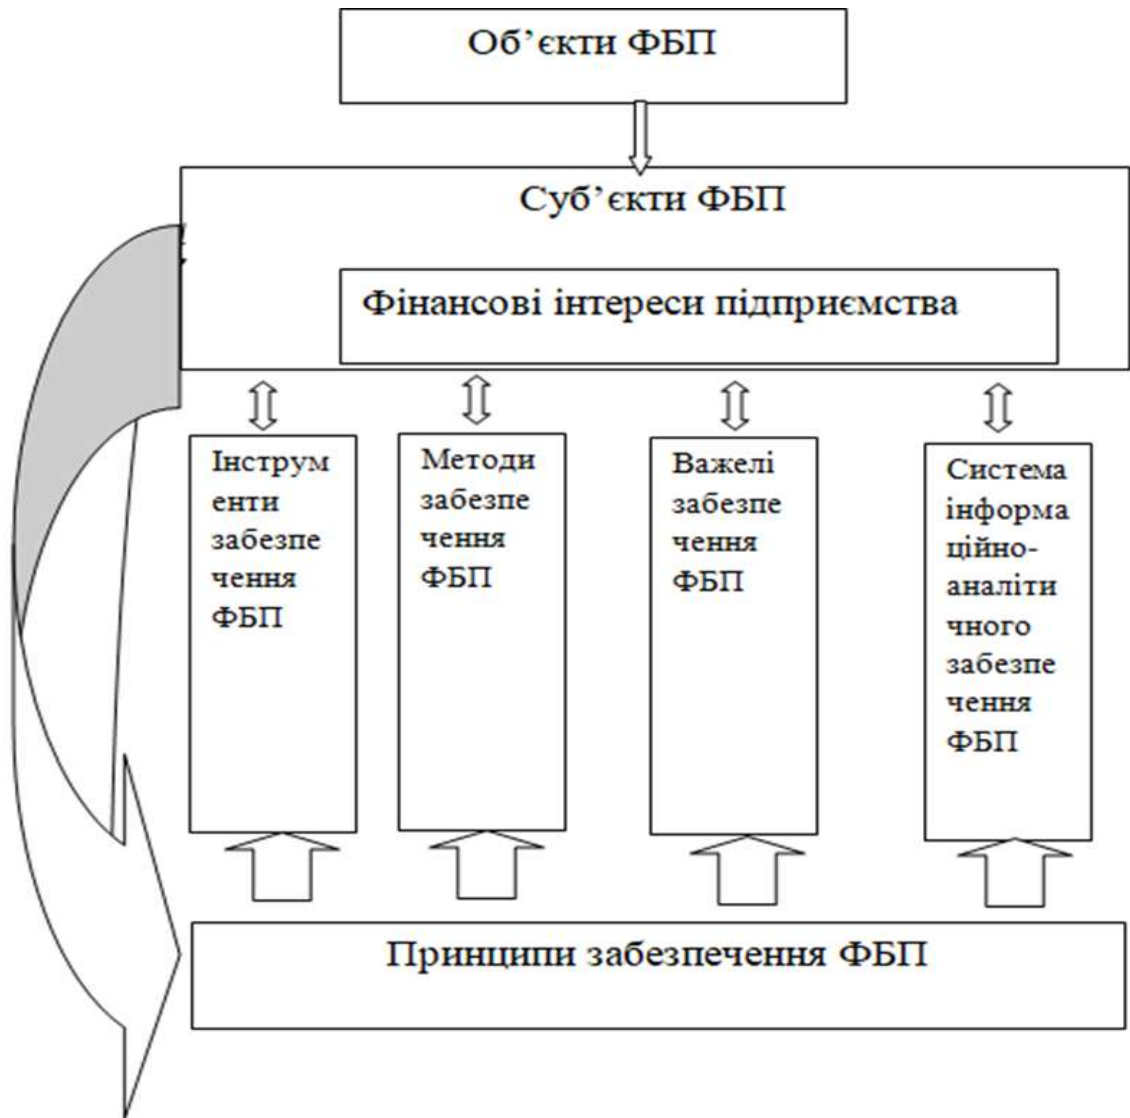 Об’єкти ФБП
Суб’єкти ФБП
Фінансові інтереси підприємства
Інструм
енти
забезпе
чення
ФБП
Методи
забезпе
чення
ФБП
Важелі
забезпе
чення
ФБП
Система
інформа
ційно-
аналіти
чного
забезпе
чення
ФБП
Принципи забезпечення ФБП